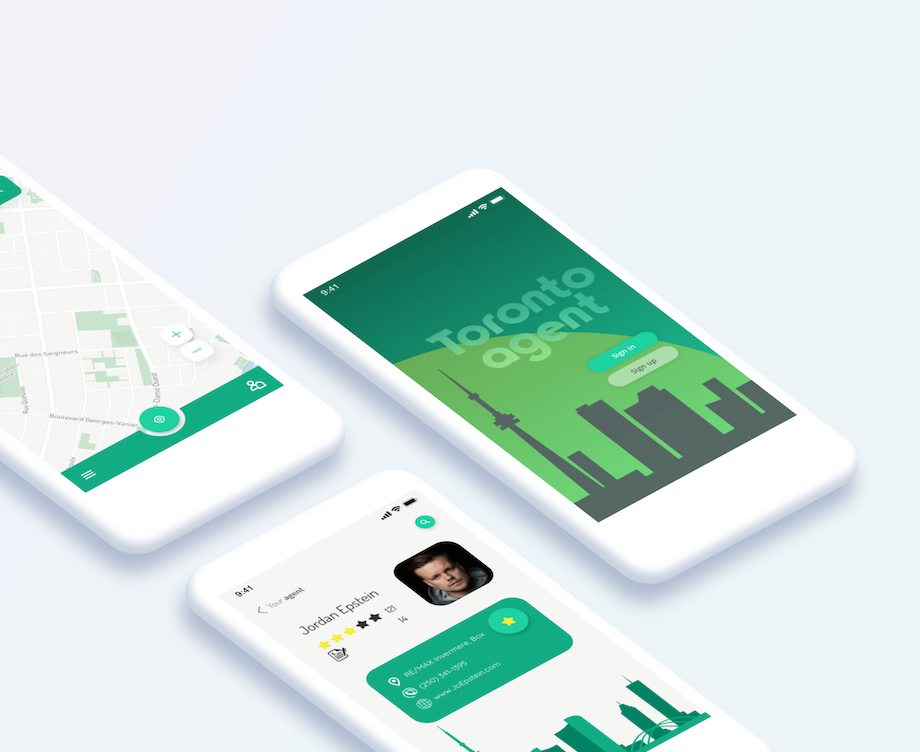 Rue des Seigneurs
Boulevard Georges-Vanier
9:41
Toronto
agent
Sign in
Sign up
9:41
Your agent
Jordan Epstein
121
14
RE/MAX Invermere, Box
(250) 341-1395
www.JoEpstein.com